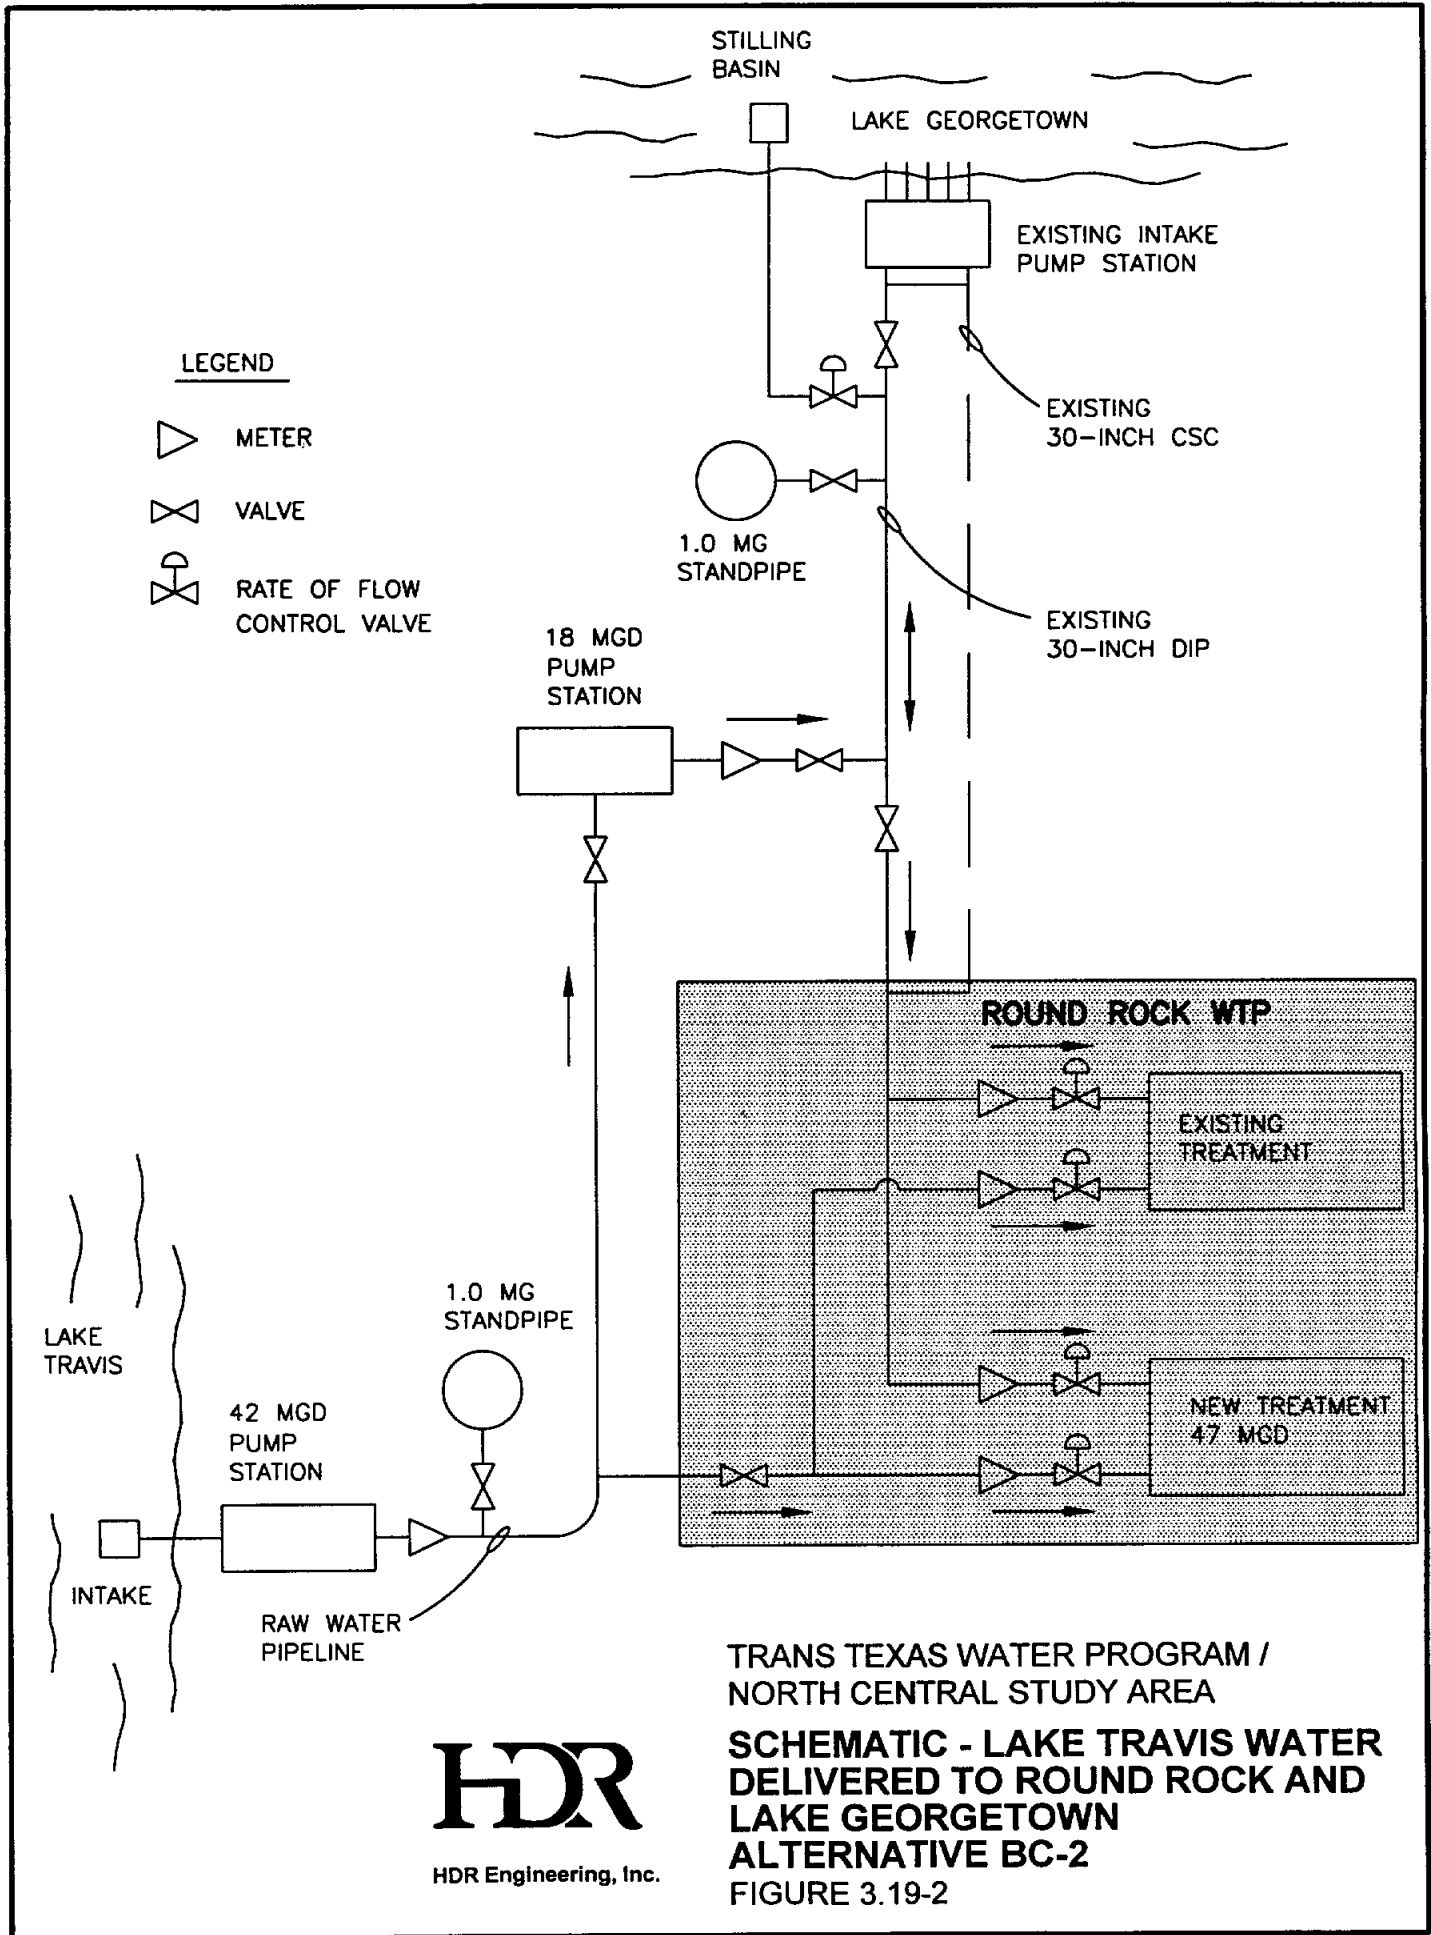 STILLING
BASIN
LAKE GEORGETOWN
EXISTING INTAKE
PUMP STATION
LEGEND
METER
VALVE
RATE OF FLOW
CONTROL VALVE
EXISTING
30-INCH CSC
1.0 MG
STANDPIPE
EXISTING
30-INCH DIP
18 MGD
PUMP
STATION
ROUND ROCK WTP
EXISTING
TREATMENT
NEW TREATMENT
47 MGD
1.0 MG
STANDPIPE
LAKE
TRAVIS
42 MGD
PUMP
STATION
INTAKE
RAW WATER
PIPELINE
TRANS TEXAS WATER PROGRAM /
NORTH CENTRAL STUDY AREA
SCHEMATIC - LAKE TRAVIS WATER
DELIVERED TO ROUND ROCK AND
LAKE GEORGETOWN
ALTERNATIVE BC-2
FIGURE 3.19-2
HDR
HDR Engineering, Inc.